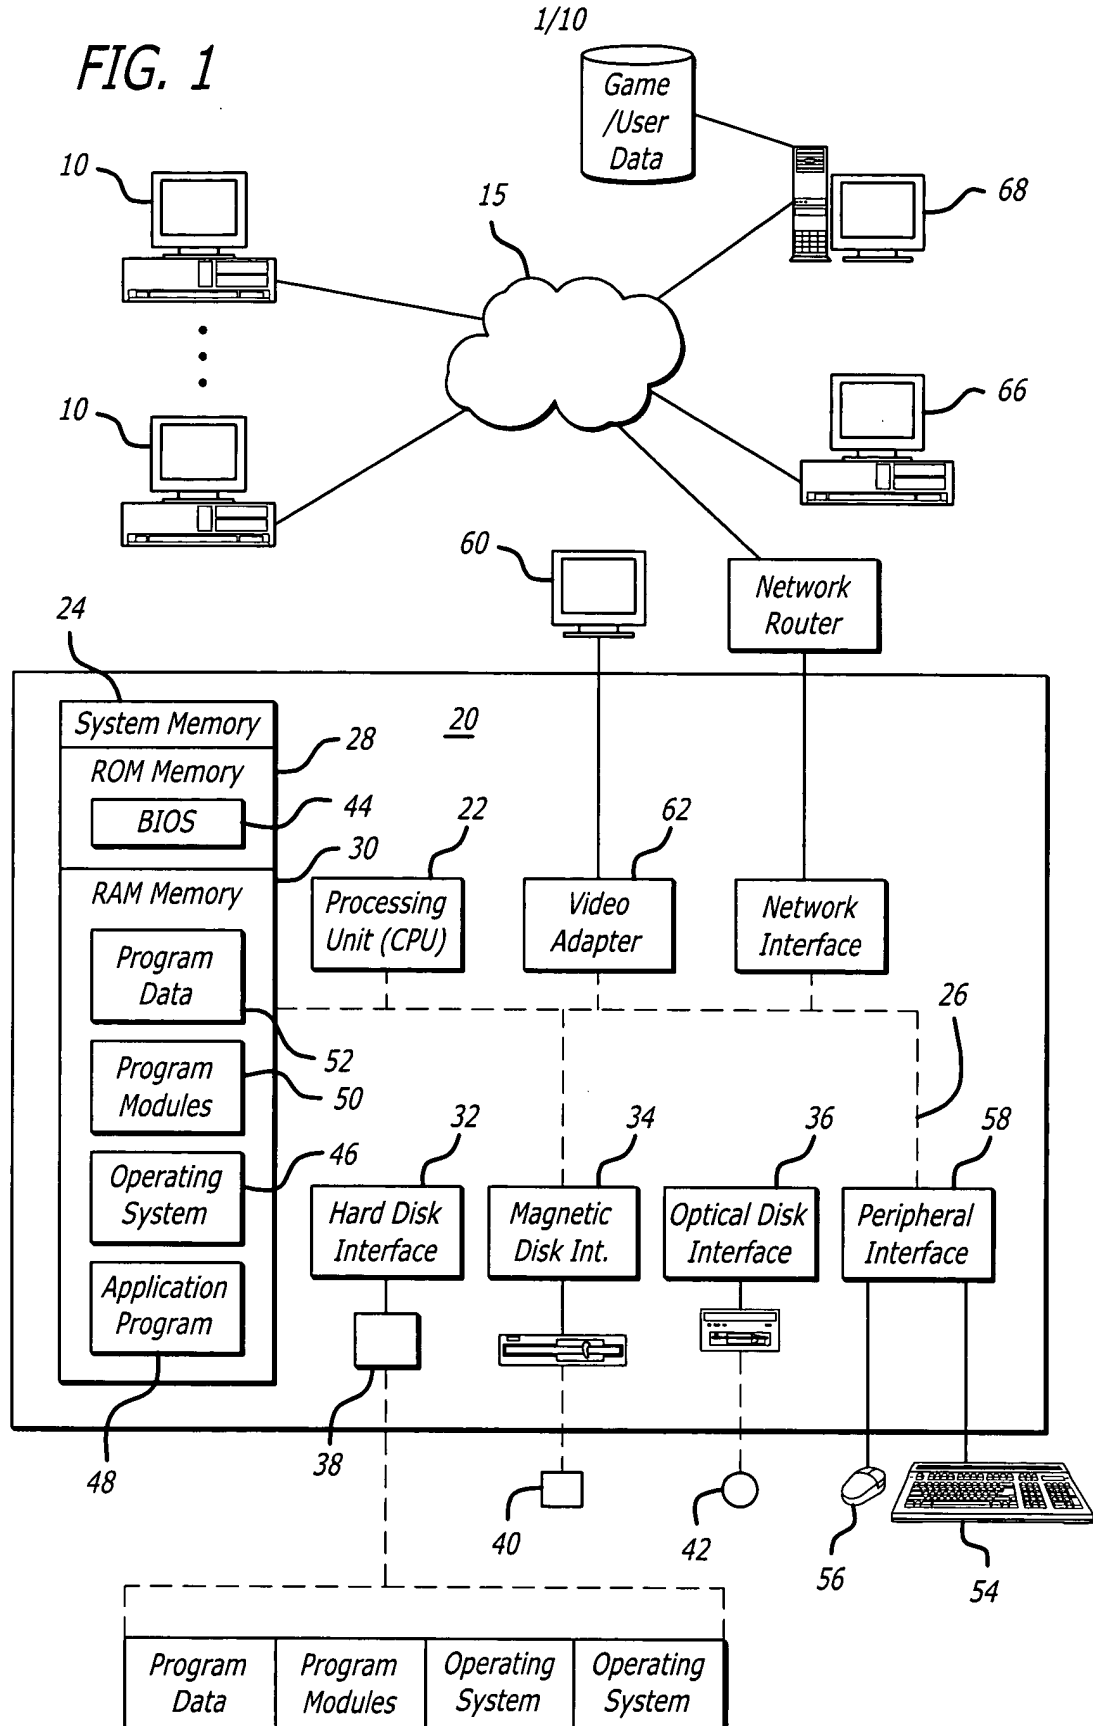 1/10
FIG. 1
Game
/User
Data
10
15
68
10
66
60
Network
Router
24
System Memory
20
ROM Memory
28
BIOS
44
22
62
30
RAM Memory
Processing
Unit (CPU)
Video
Adapter
Network
Interface
Program
Data
26
52
Program
Modules
50
32
34
36
58
46
Operating
System
Hard Disk
Interface
Magnetic
Disk Int.
Optical Disk
Interface
Peripheral
Interface
Application
Program
48
38
40
42
56
54
Program
Data
Program
Modules
Operating
System
Operating
System